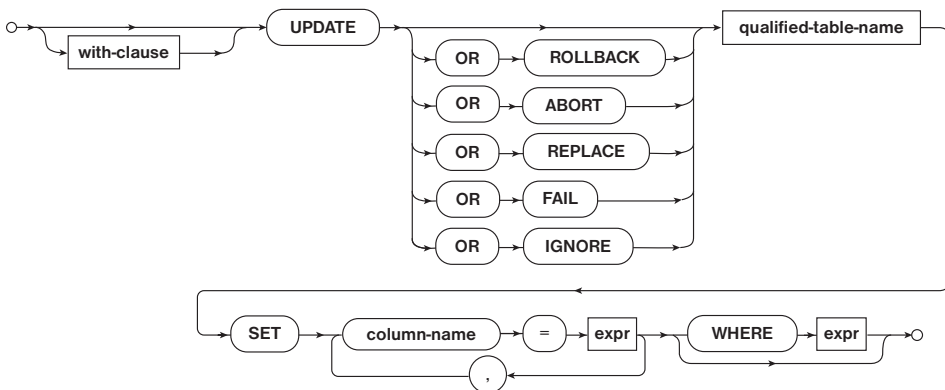 UPDATE qualified-table-name
with-clause
OR ROLLBACK
OR ABORT
OR REPLACE
OR FAIL
OR IGNORE
SET column-name = expr WHERE expr
,